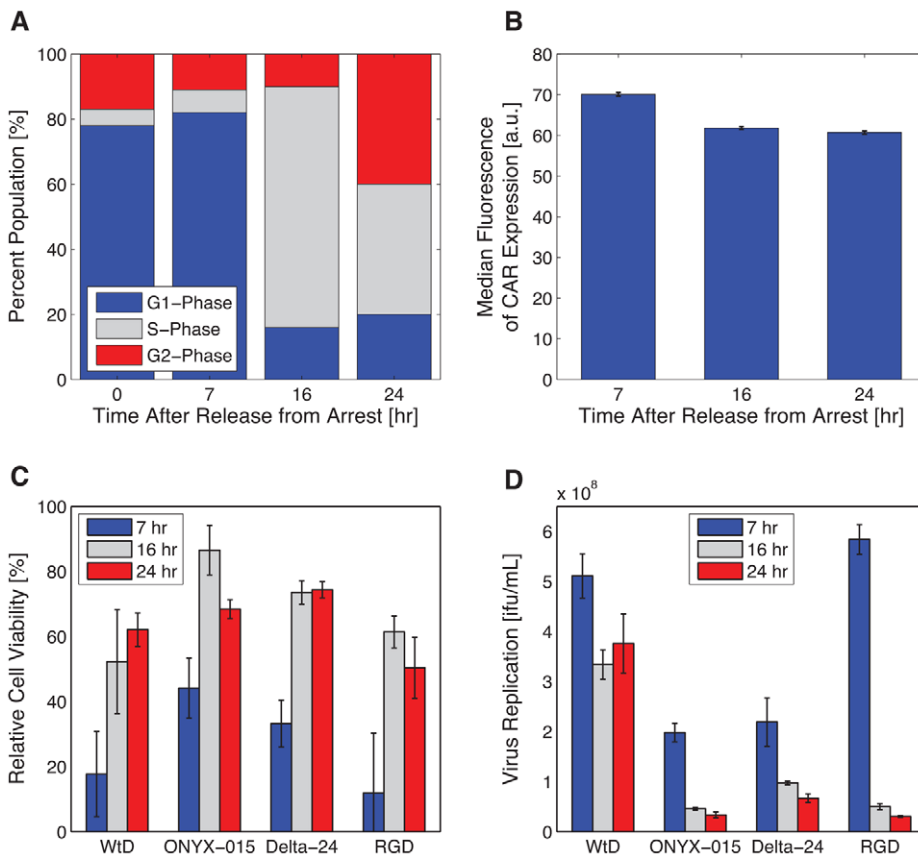 A
Percent Population [%]
100
80
60
40
20
0
G1-Phase
S-Phase
G2-Phase
0 7 16 24
Time After Release from Arrest [hr]
B
Median Fluorescence
of CAR Expression [a.u.]
80
70
60
50
40
30
20
10
0
7 16 24
Time After Release from Arrest [hr]
C
Relative Cell Viability [%]
100
80
60
40
20
0
7 hr
16 hr
24 hr
WtD ONYX-015 Delta-24 RGD
D
x 10^8
Virus Replication [ifu/mL]
6
5
4
3
2
1
0
7 hr
16 hr
24 hr
WtD ONYX-015 Delta-24 RGD